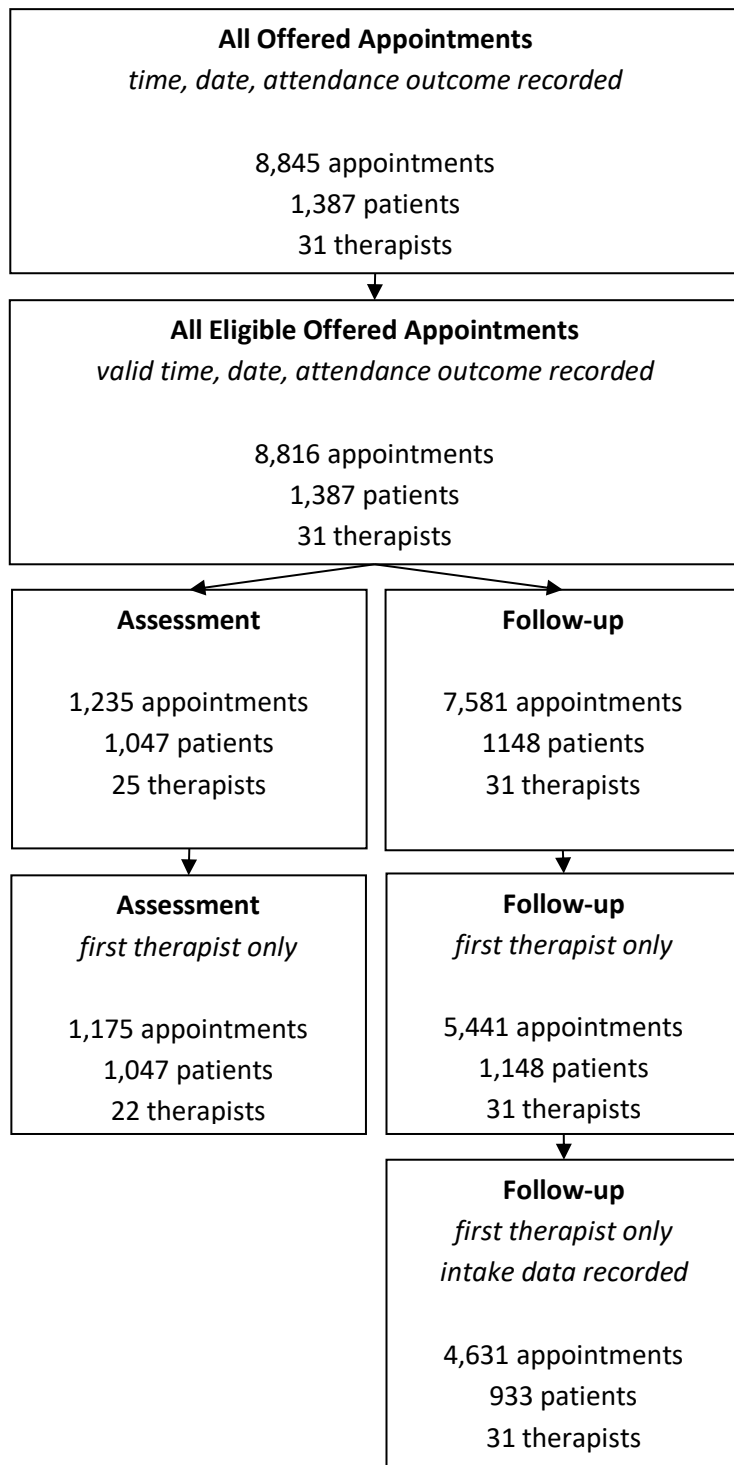 All Offered Appointments
time, date, attendance outcome recorded
8,845 appointments
1,387 patients
31 therapists
All Eligible Offered Appointments
valid time, date, attendance outcome recorded
8,816 appointments
1,387 patients
31 therapists
Assessment
1,235 appointments
1,047 patients
25 therapists
Follow-up
7,581 appointments
1148 patients
31 therapists
Assessment
first therapist only
1,175 appointments
1,047 patients
22 therapists
Follow-up
first therapist only
5,441 appointments
1,148 patients
31 therapists
Follow-up
first therapist only
intake data recorded
4,631 appointments
933 patients
31 therapists